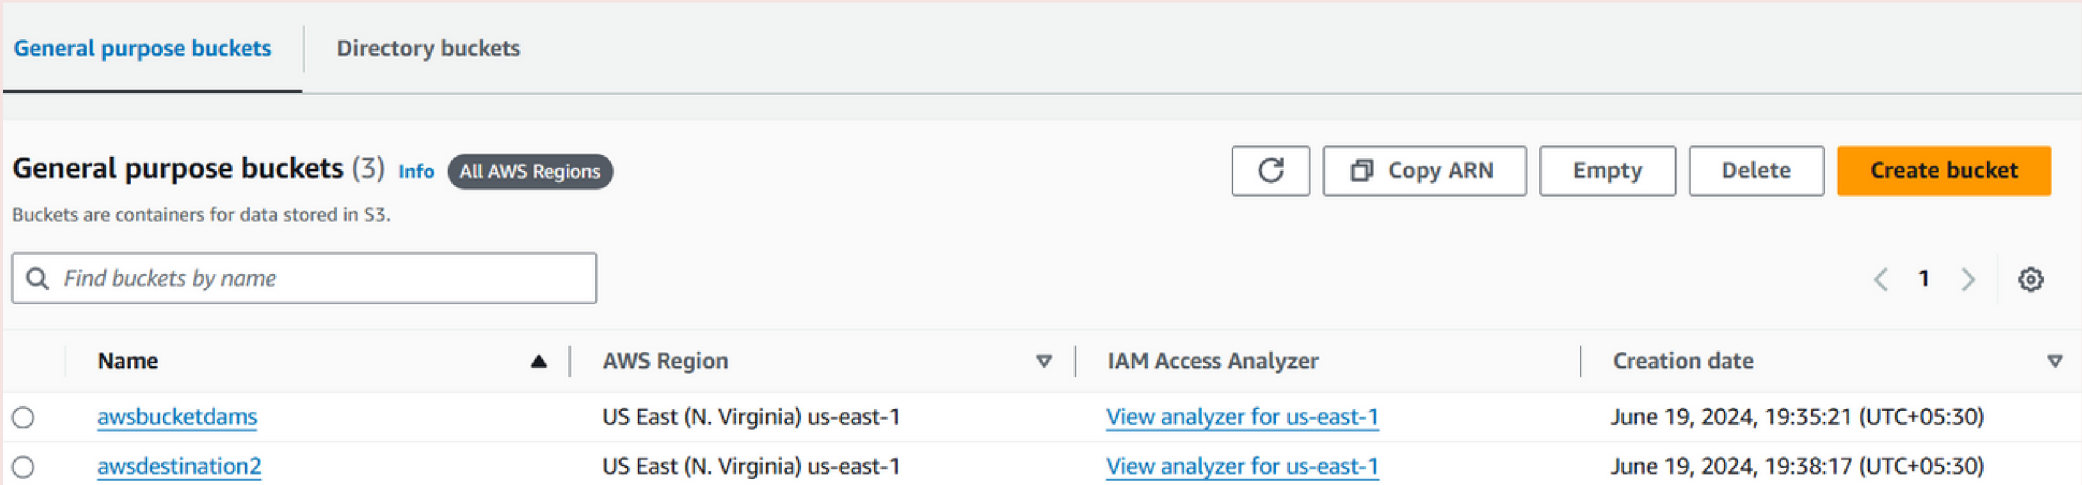 General purpose buckets Directory buckets
General purpose buckets (3) Info All AWS Regions Copy ARN Empty Delete Create bucket
Buckets are containers for data stored in S3.
Find buckets by name 1
Name AWS Region IAM Access Analyzer Creation date
awsbucketdams US East (N. Virginia) us-east-1 View analyzer for us-east-1 June 19, 2024, 19:35:21 (UTC+05:30)
awsdestination2 US East (N. Virginia) us-east-1 View analyzer for us-east-1 June 19, 2024, 19:38:17 (UTC+05:30)